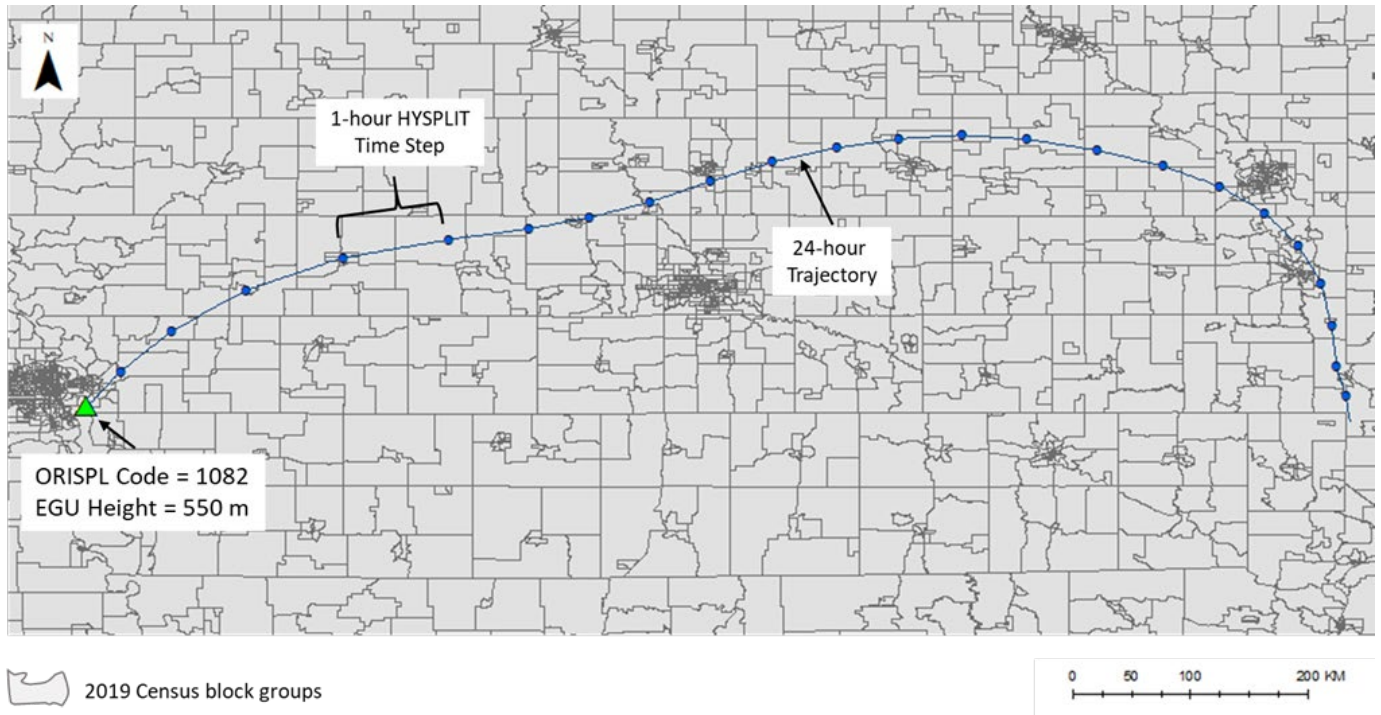 N
1-hour HYSPLIT
Time Step
24-hour
Trajectory
ORISPL Code = 1082
EGU Height = 550 m
2019 Census block groups
0 50 100 200 KM